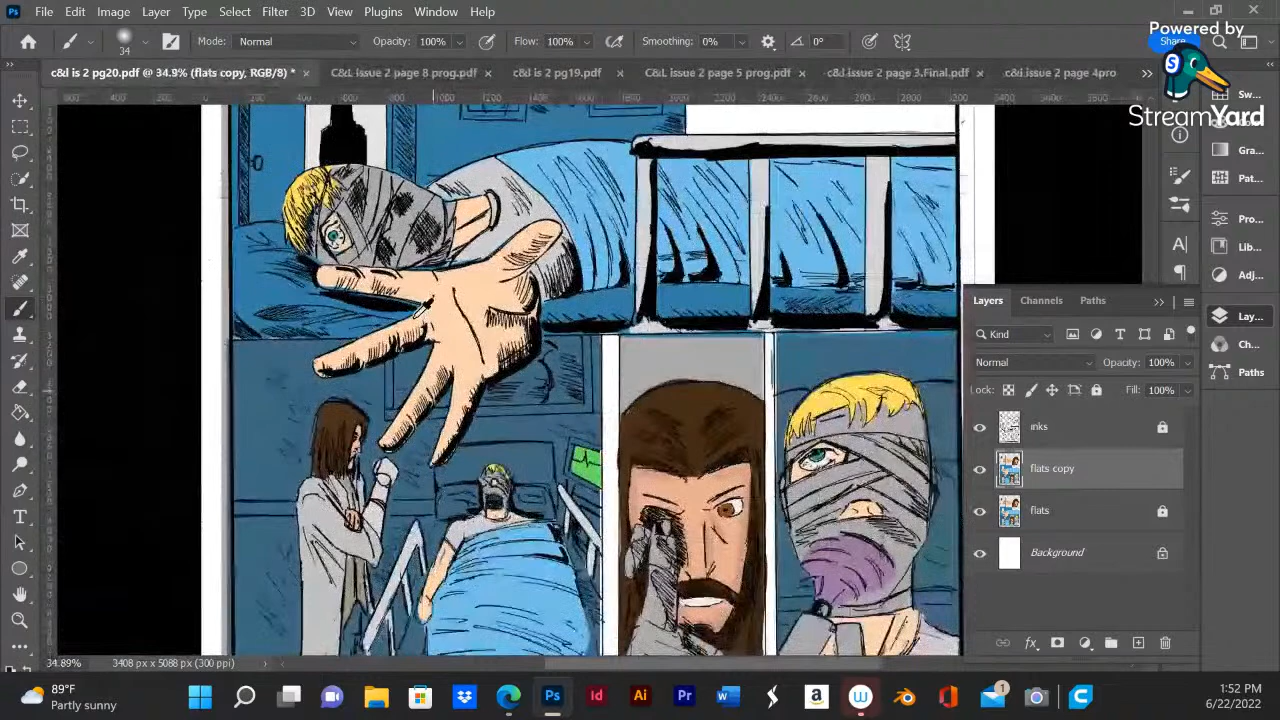 File Edit Image Layer Type Select Filter 3D View Plugins Window Help
Powered by
34 Mode: Normal Opacity: 100% Flow: 100% Smoothing: 0% 0° Share
c&d is 2 pg20.pdf @ 34.9% (flats copy, RGB/8) * × C&L issue 2 page 8 prog.pdf × c&d is 2 pg19.pdf × C&L issue 2 page 5 prog.pdf × c&d issue 2 page 3.Final.pdf × c&d issue 2 page 4pro
StreamYard
Sw...
Gra...
Pat...
Pro...
Lib...
Adj...
Lay...
Ch...
Paths
Layers Channels Paths
Kind
Normal Opacity: 100%
Lock: Fill: 100%
inks
flats copy
flats
Background
34.89% 3408 px x 5088 px (300 ppi)
89°F
Partly sunny
1:52 PM
6/22/2022